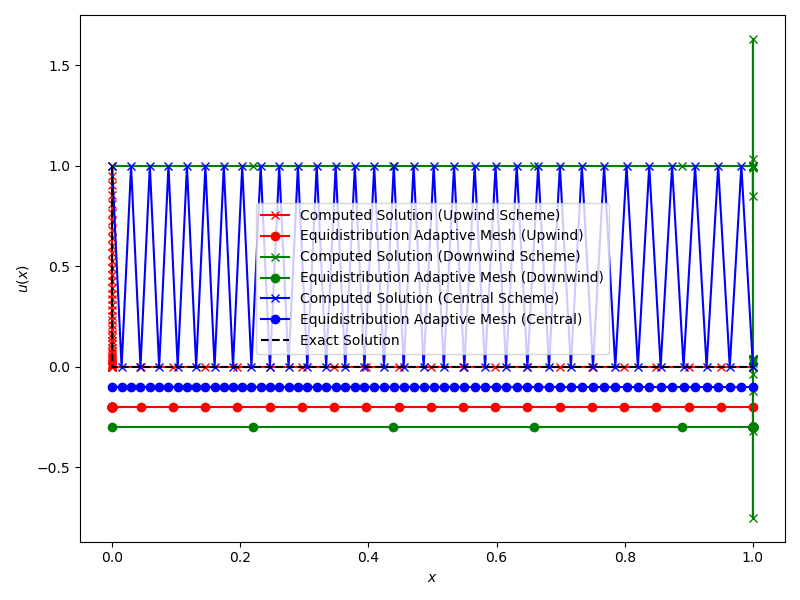 1.5
1.0
0.5
0.0
−0.5
u(x)
Computed Solution (Upwind Scheme)
Equidistribution Adaptive Mesh (Upwind)
Computed Solution (Downwind Scheme)
Equidistribution Adaptive Mesh (Downwind)
Computed Solution (Central Scheme)
Equidistribution Adaptive Mesh (Central)
Exact Solution
0.0 0.2 0.4 0.6 0.8 1.0
x